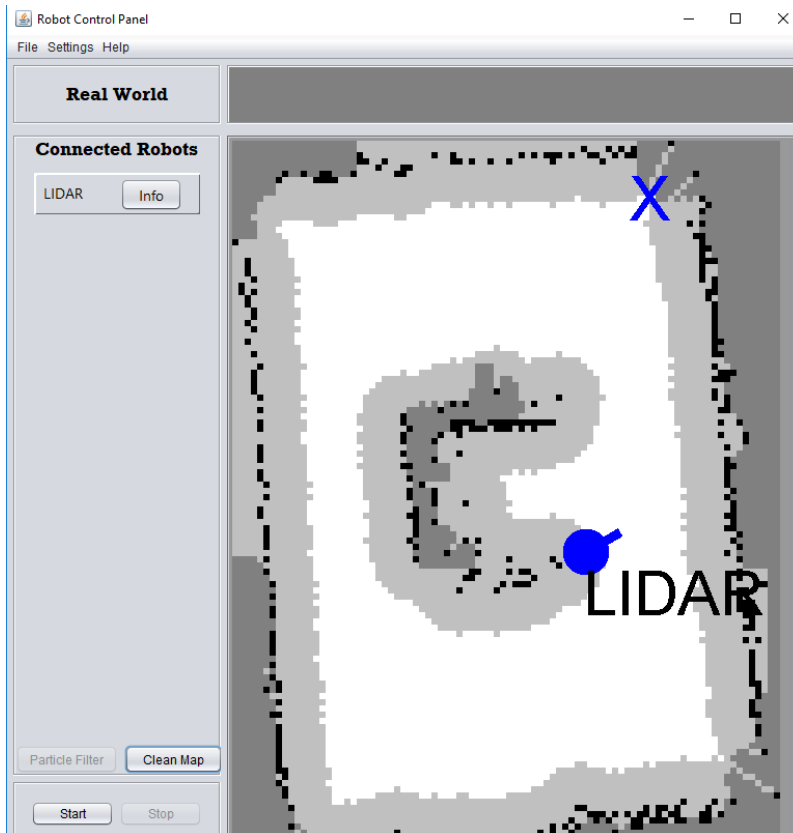 Robot Control Panel
File Settings Help
Real World
Connected Robots
LIDAR Info
X
LIDAR
Particle Filter Clean Map
Start Stop